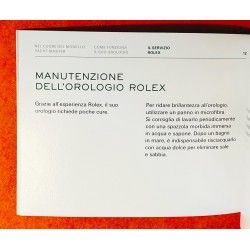 NEL CUORE DEL MODELLO
YACHT-MASTER
COME FUNZIONA
IL SUO OROLOGIO
IL SERVIZIO
ROLEX
12
MANUTENZIONE
DELL'OROLOGIO ROLEX
Grazie all'esperienza Rolex, il suo
orologio richiede poche cure.
Per ridare brillantezza all'orologio,
utilizzare un panno in microfibra.
Si consiglia di lavarlo periodicamente
con una spazzola morbida immersa
in acqua e sapone. Dopo un bagno
in mare, è indispensabile risciacquarlo
con acqua dolce per eliminare sale
e sabbia.